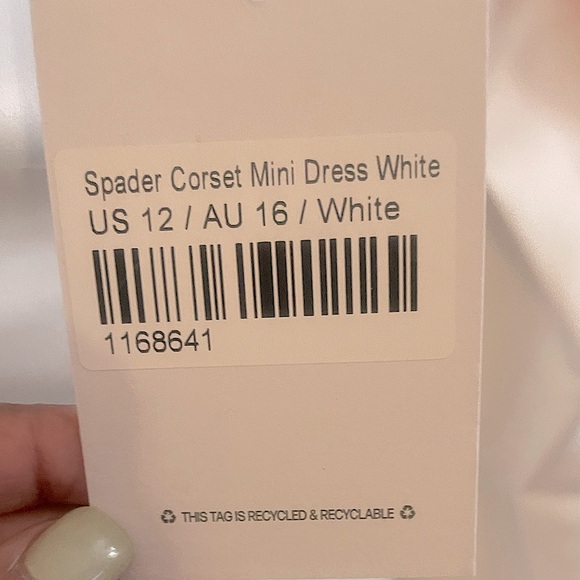 Spader Corset Mini Dress White
US 12 / AU 16 / White
1168641
♻ THIS TAG IS RECYCLED & RECYCLABLE ♻